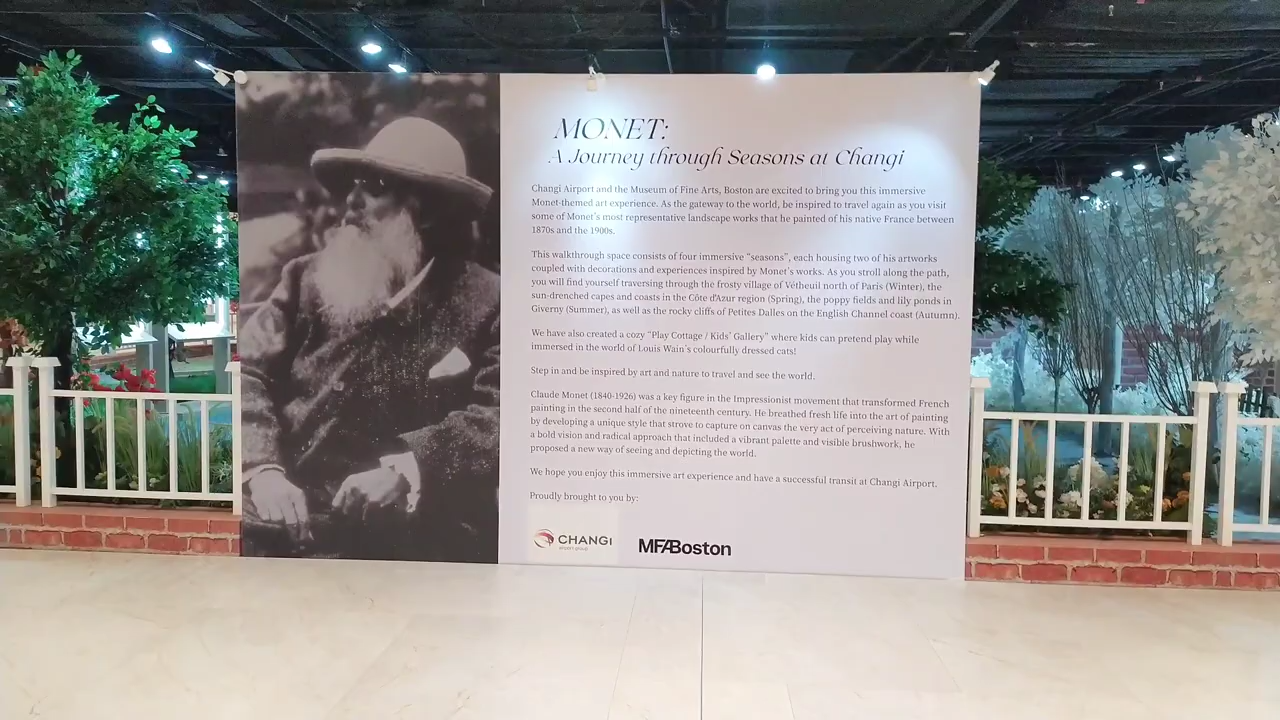 MONET:
A Journey through Seasons at Changi
Changi Airport and the Museum of Fine Arts, Boston are excited to bring you this immersive
Monet-themed art experience. As the gateway to the world, be inspired to travel again as you visit
some of Monet's most representative landscape works that he painted of his native France between
1870s and the 1900s.
This walkthrough space consists of four immersive "seasons", each housing two of his artworks
coupled with decorations and experiences inspired by Monet's works. As you stroll along the path,
you will find yourself traversing through the frosty village of Vétheuil north of Paris (Winter), the
sun-drenched capes and coasts in the Côte d'Azur region (Spring), the poppy fields and lily ponds in
Giverny (Summer), as well as the rocky cliffs of Petites Dalles on the English Channel coast (Autumn).
We have also created a cozy "Play Cottage / Kids' Gallery" where kids can pretend play while
immersed in the world of Louis Wain's colourfully dressed cats!
Step in and be inspired by art and nature to travel and see the world.
Claude Monet (1840-1926) was a key figure in the Impressionist movement that transformed French
painting in the second half of the nineteenth century. He breathed fresh life into the art of painting
by developing a unique style that strove to capture on canvas the very act of perceiving nature. With
a bold vision and radical approach that included a vibrant palette and visible brushwork, he
proposed a new way of seeing and depicting the world.
We hope you enjoy this immersive art experience and have a successful transit at Changi Airport.
Proudly brought to you by:
CHANGI
airport group
MFABoston